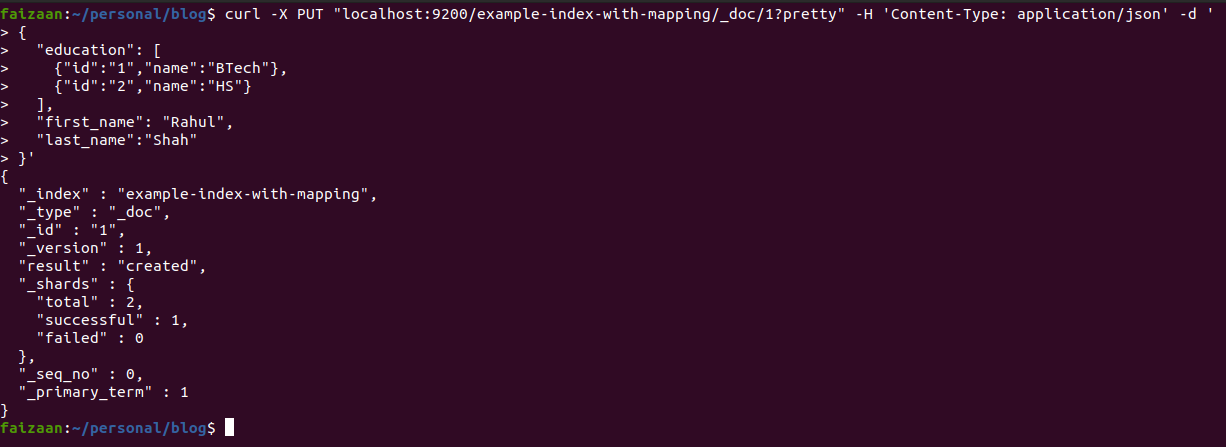 faizaan:~/personal/blog$ curl -X PUT "localhost:9200/example-index-with-mapping/_doc/1?pretty" -H 'Content-Type: application/json' -d '
> {
>   "education": [
>     {"id":"1","name":"BTech"},
>     {"id":"2","name":"HS"}
>   ],
>   "first_name": "Rahul",
>   "last_name":"Shah"
> }'
{
  "_index" : "example-index-with-mapping",
  "_type" : "_doc",
  "_id" : "1",
  "_version" : 1,
  "result" : "created",
  "_shards" : {
    "total" : 2,
    "successful" : 1,
    "failed" : 0
  },
  "_seq_no" : 0,
  "_primary_term" : 1
}
faizaan:~/personal/blog$